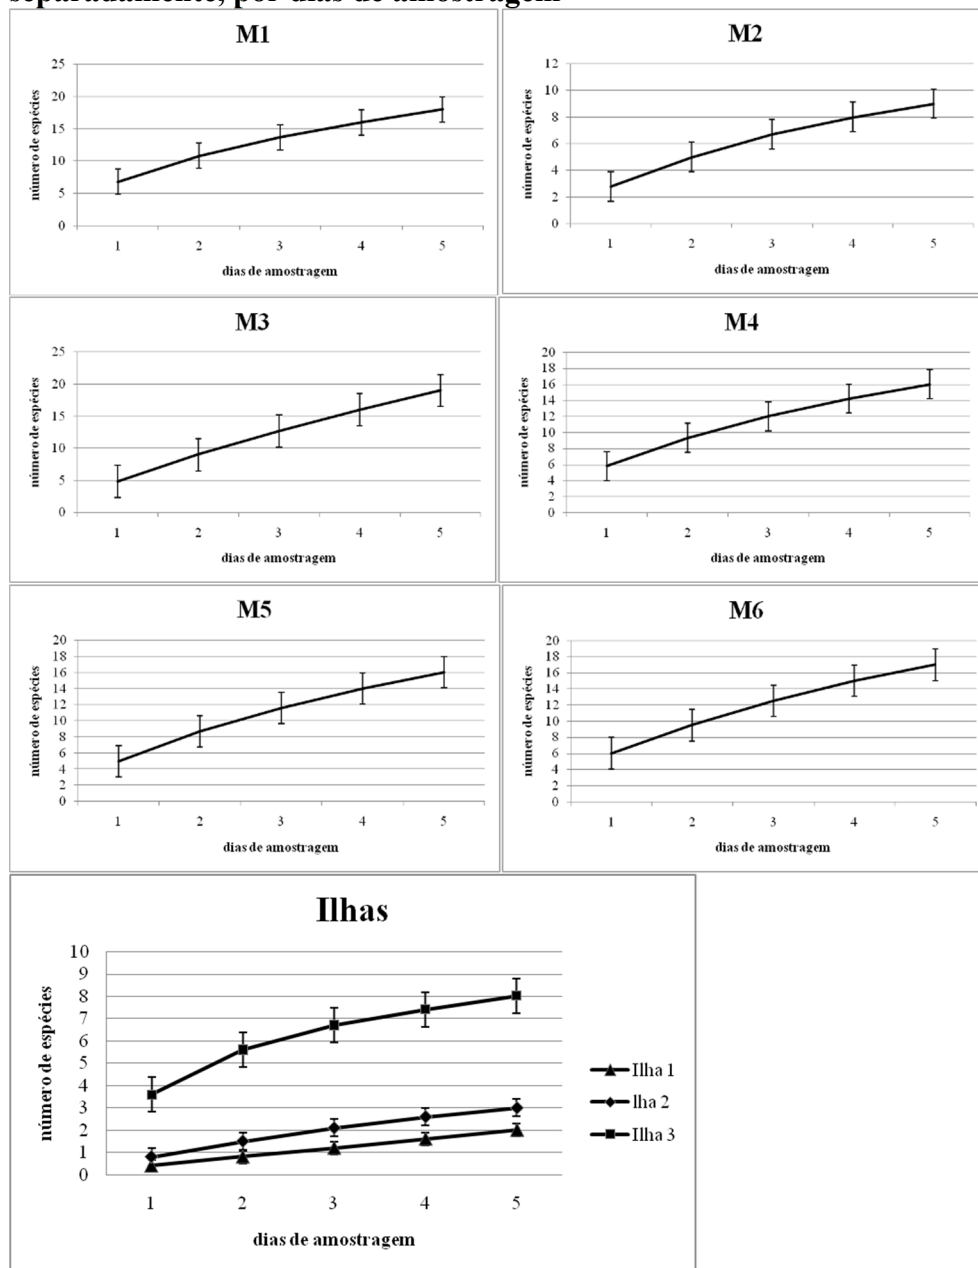 separadamente, por dias de amostragem
M1
25
20
15
10
5
0
número de espécies
1 2 3 4 5
dias de amostragem
M2
12
10
8
6
4
2
0
número de espécies
1 2 3 4 5
dias de amostragem
M3
25
20
15
10
5
0
número de espécies
1 2 3 4 5
dias de amostragem
M4
20
18
16
14
12
10
8
6
4
2
0
número de espécies
1 2 3 4 5
dias de amostragem
M5
20
18
16
14
12
10
8
6
4
2
0
número de espécies
1 2 3 4 5
dias de amostragem
M6
20
18
16
14
12
10
8
6
4
2
0
número de espécies
1 2 3 4 5
dias de amostragem
Ilhas
10
9
8
7
6
5
4
3
2
1
0
número de espécies
1 2 3 4 5
dias de amostragem
Ilha 1
lha 2
Ilha 3